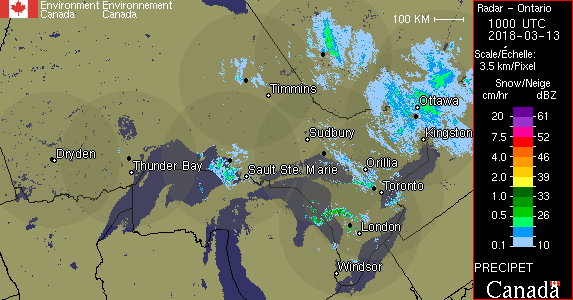 Environment Environnement
Canada Canada
100 KM
Timmins
Ottawa
Sudbury
Kingston
Dryden
Thunder Bay
Sault Ste. Marie
Orillia
Toronto
London
Windsor
Radar - Ontario
1000 UTC
2018-03-13
Scale/Échelle:
3.5 km/Pixel
Snow/Neige
cm/hr dBZ
20 61
7.5 52
4.0 46
2.0 39
1.0 33
0.5 26
0.1 10
PRECIPET
Canada